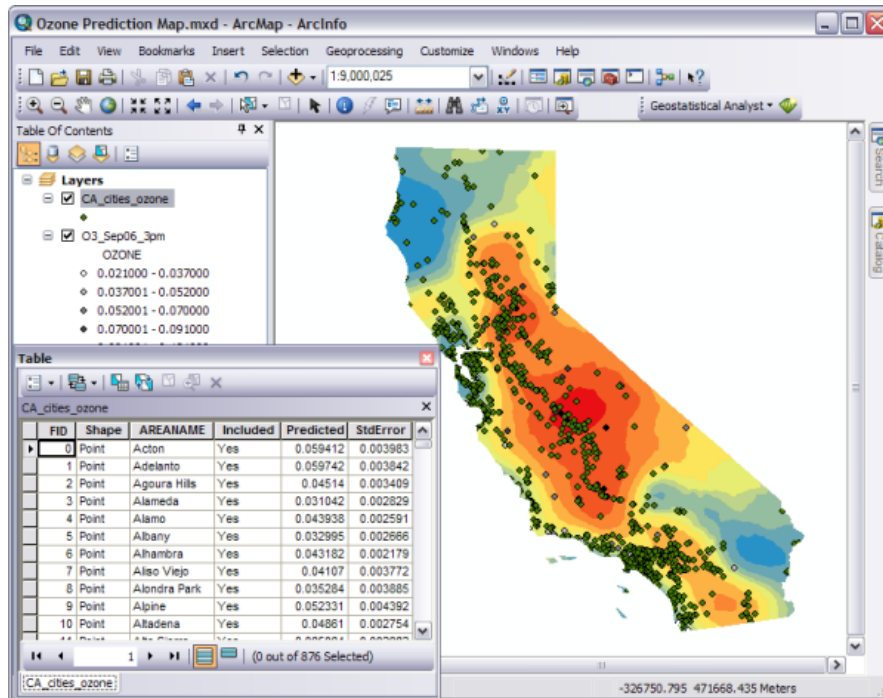 Ozone Prediction Map.mxd - ArcMap - ArcInfo
File Edit View Bookmarks Insert Selection Geoprocessing Customize Windows Help
1:9,000,025
Geostatistical Analyst
Table Of Contents
Layers
CA_cities_ozone
O3_Sep06_3pm
OZONE
0.021000 - 0.037000
0.037001 - 0.052000
0.052001 - 0.070000
0.070001 - 0.091000
Search
Catalog
Table
CA_cities_ozone
FID Shape AREANAME Included Predicted StdError
0 Point Acton Yes 0.059412 0.003983
1 Point Adelanto Yes 0.059742 0.003842
2 Point Agoura Hills Yes 0.04514 0.003409
3 Point Alameda Yes 0.031042 0.002829
4 Point Alamo Yes 0.043938 0.002591
5 Point Albany Yes 0.032995 0.002666
6 Point Alhambra Yes 0.043182 0.002179
7 Point Aliso Viejo Yes 0.04107 0.003772
8 Point Alondra Park Yes 0.035284 0.003885
9 Point Alpine Yes 0.052331 0.004392
10 Point Altadena Yes 0.04861 0.002754
1 (0 out of 876 Selected)
CA_cities_ozone
-326750.795 471668.435 Meters